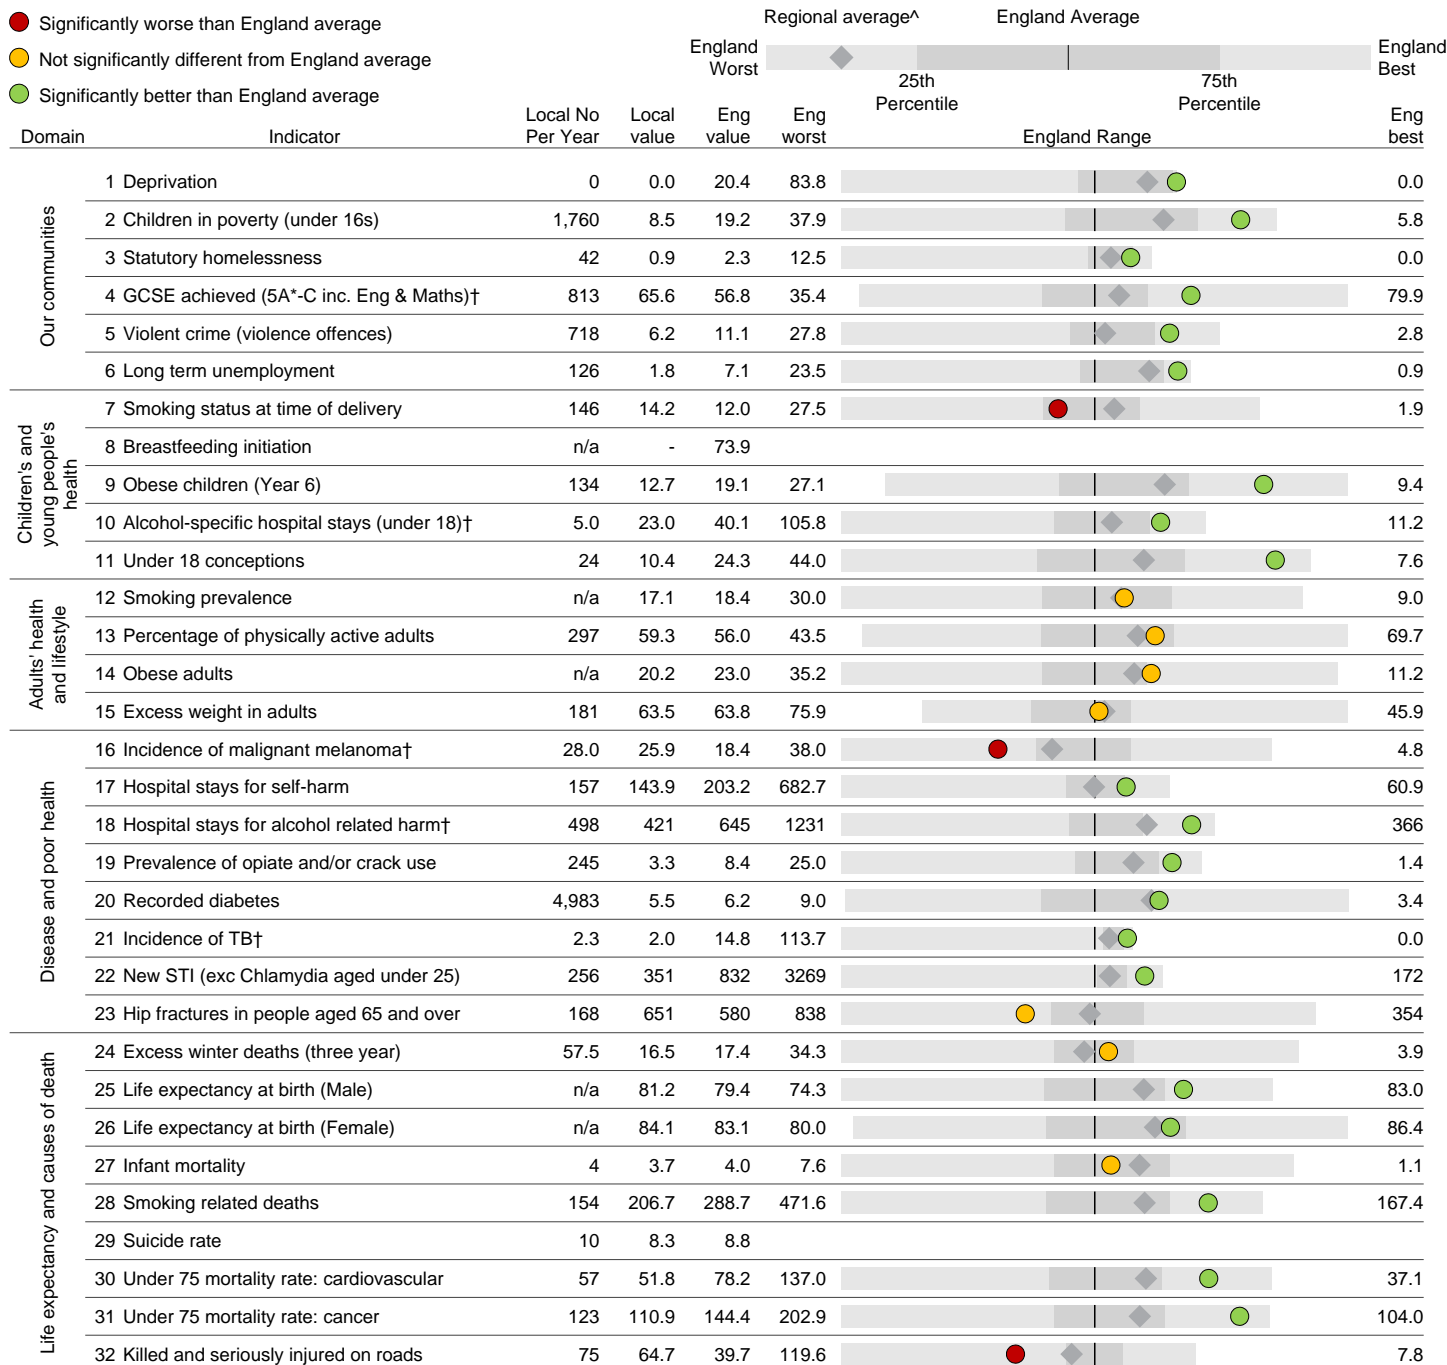 Significantly worse than England average
Not significantly different from England average
Significantly better than England average
Regional average^ England Average
England Worst England Best
25th Percentile 75th Percentile
Domain Indicator Local No Per Year Local value Eng value Eng worst England Range Eng best
Our communities
1 Deprivation 0 0.0 20.4 83.8 0.0
2 Children in poverty (under 16s) 1,760 8.5 19.2 37.9 5.8
3 Statutory homelessness 42 0.9 2.3 12.5 0.0
4 GCSE achieved (5A*-C inc. Eng & Maths)† 813 65.6 56.8 35.4 79.9
5 Violent crime (violence offences) 718 6.2 11.1 27.8 2.8
6 Long term unemployment 126 1.8 7.1 23.5 0.9
Children's and young people's health
7 Smoking status at time of delivery 146 14.2 12.0 27.5 1.9
8 Breastfeeding initiation n/a - 73.9
9 Obese children (Year 6) 134 12.7 19.1 27.1 9.4
10 Alcohol-specific hospital stays (under 18)† 5.0 23.0 40.1 105.8 11.2
11 Under 18 conceptions 24 10.4 24.3 44.0 7.6
Adults' health and lifestyle
12 Smoking prevalence n/a 17.1 18.4 30.0 9.0
13 Percentage of physically active adults 297 59.3 56.0 43.5 69.7
14 Obese adults n/a 20.2 23.0 35.2 11.2
15 Excess weight in adults 181 63.5 63.8 75.9 45.9
Disease and poor health
16 Incidence of malignant melanoma† 28.0 25.9 18.4 38.0 4.8
17 Hospital stays for self-harm 157 143.9 203.2 682.7 60.9
18 Hospital stays for alcohol related harm† 498 421 645 1231 366
19 Prevalence of opiate and/or crack use 245 3.3 8.4 25.0 1.4
20 Recorded diabetes 4,983 5.5 6.2 9.0 3.4
21 Incidence of TB† 2.3 2.0 14.8 113.7 0.0
22 New STI (exc Chlamydia aged under 25) 256 351 832 3269 172
23 Hip fractures in people aged 65 and over 168 651 580 838 354
Life expectancy and causes of death
24 Excess winter deaths (three year) 57.5 16.5 17.4 34.3 3.9
25 Life expectancy at birth (Male) n/a 81.2 79.4 74.3 83.0
26 Life expectancy at birth (Female) n/a 84.1 83.1 80.0 86.4
27 Infant mortality 4 3.7 4.0 7.6 1.1
28 Smoking related deaths 154 206.7 288.7 471.6 167.4
29 Suicide rate 10 8.3 8.8
30 Under 75 mortality rate: cardiovascular 57 51.8 78.2 137.0 37.1
31 Under 75 mortality rate: cancer 123 110.9 144.4 202.9 104.0
32 Killed and seriously injured on roads 75 64.7 39.7 119.6 7.8